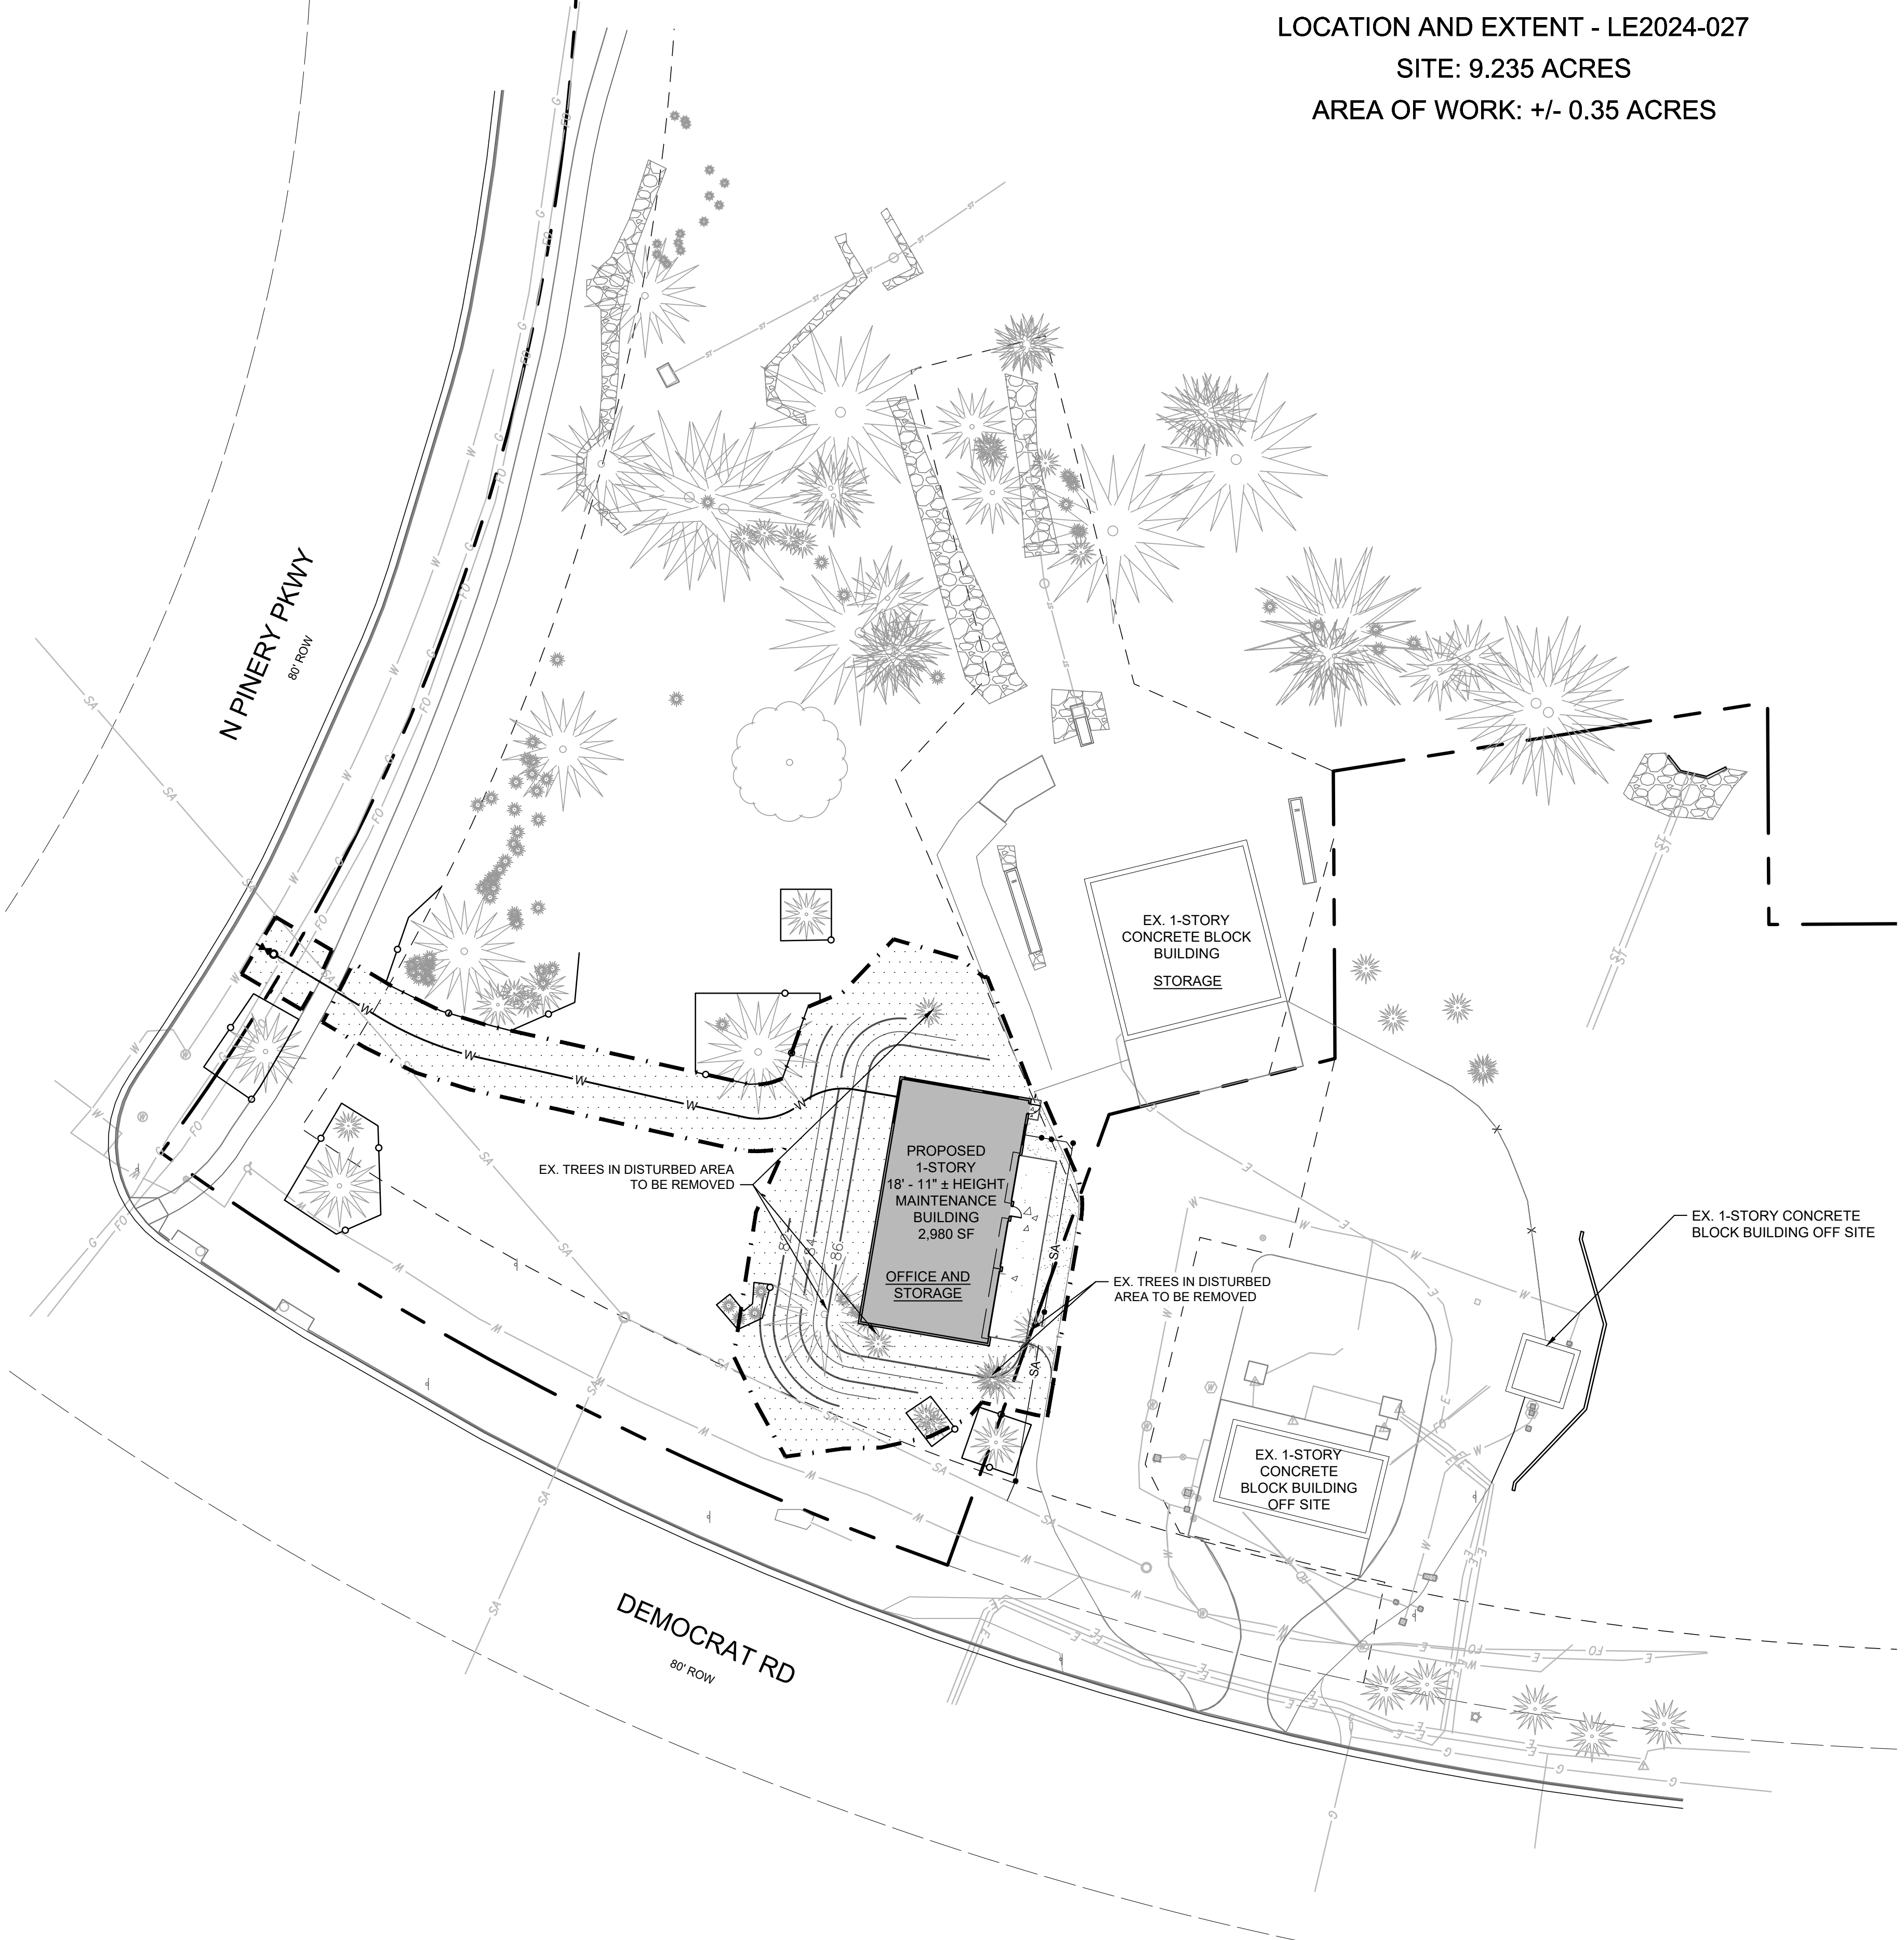 LOCATION AND EXTENT - LE2024-027
SITE: 9.235 ACRES
AREA OF WORK: +/- 0.35 ACRES
N PINERY PKWY
80' ROW
EX. 1-STORY
CONCRETE BLOCK
BUILDING
STORAGE
EX. TREES IN DISTURBED AREA
TO BE REMOVED
PROPOSED
1-STORY
18' - 11" ± HEIGHT
MAINTENANCE
BUILDING
2,980 SF
OFFICE AND
STORAGE
84
86
EX. TREES IN DISTURBED
AREA TO BE REMOVED
EX. 1-STORY CONCRETE
BLOCK BUILDING OFF SITE
EX. 1-STORY
CONCRETE
BLOCK BUILDING
OFF SITE
DEMOCRAT RD
80' ROW